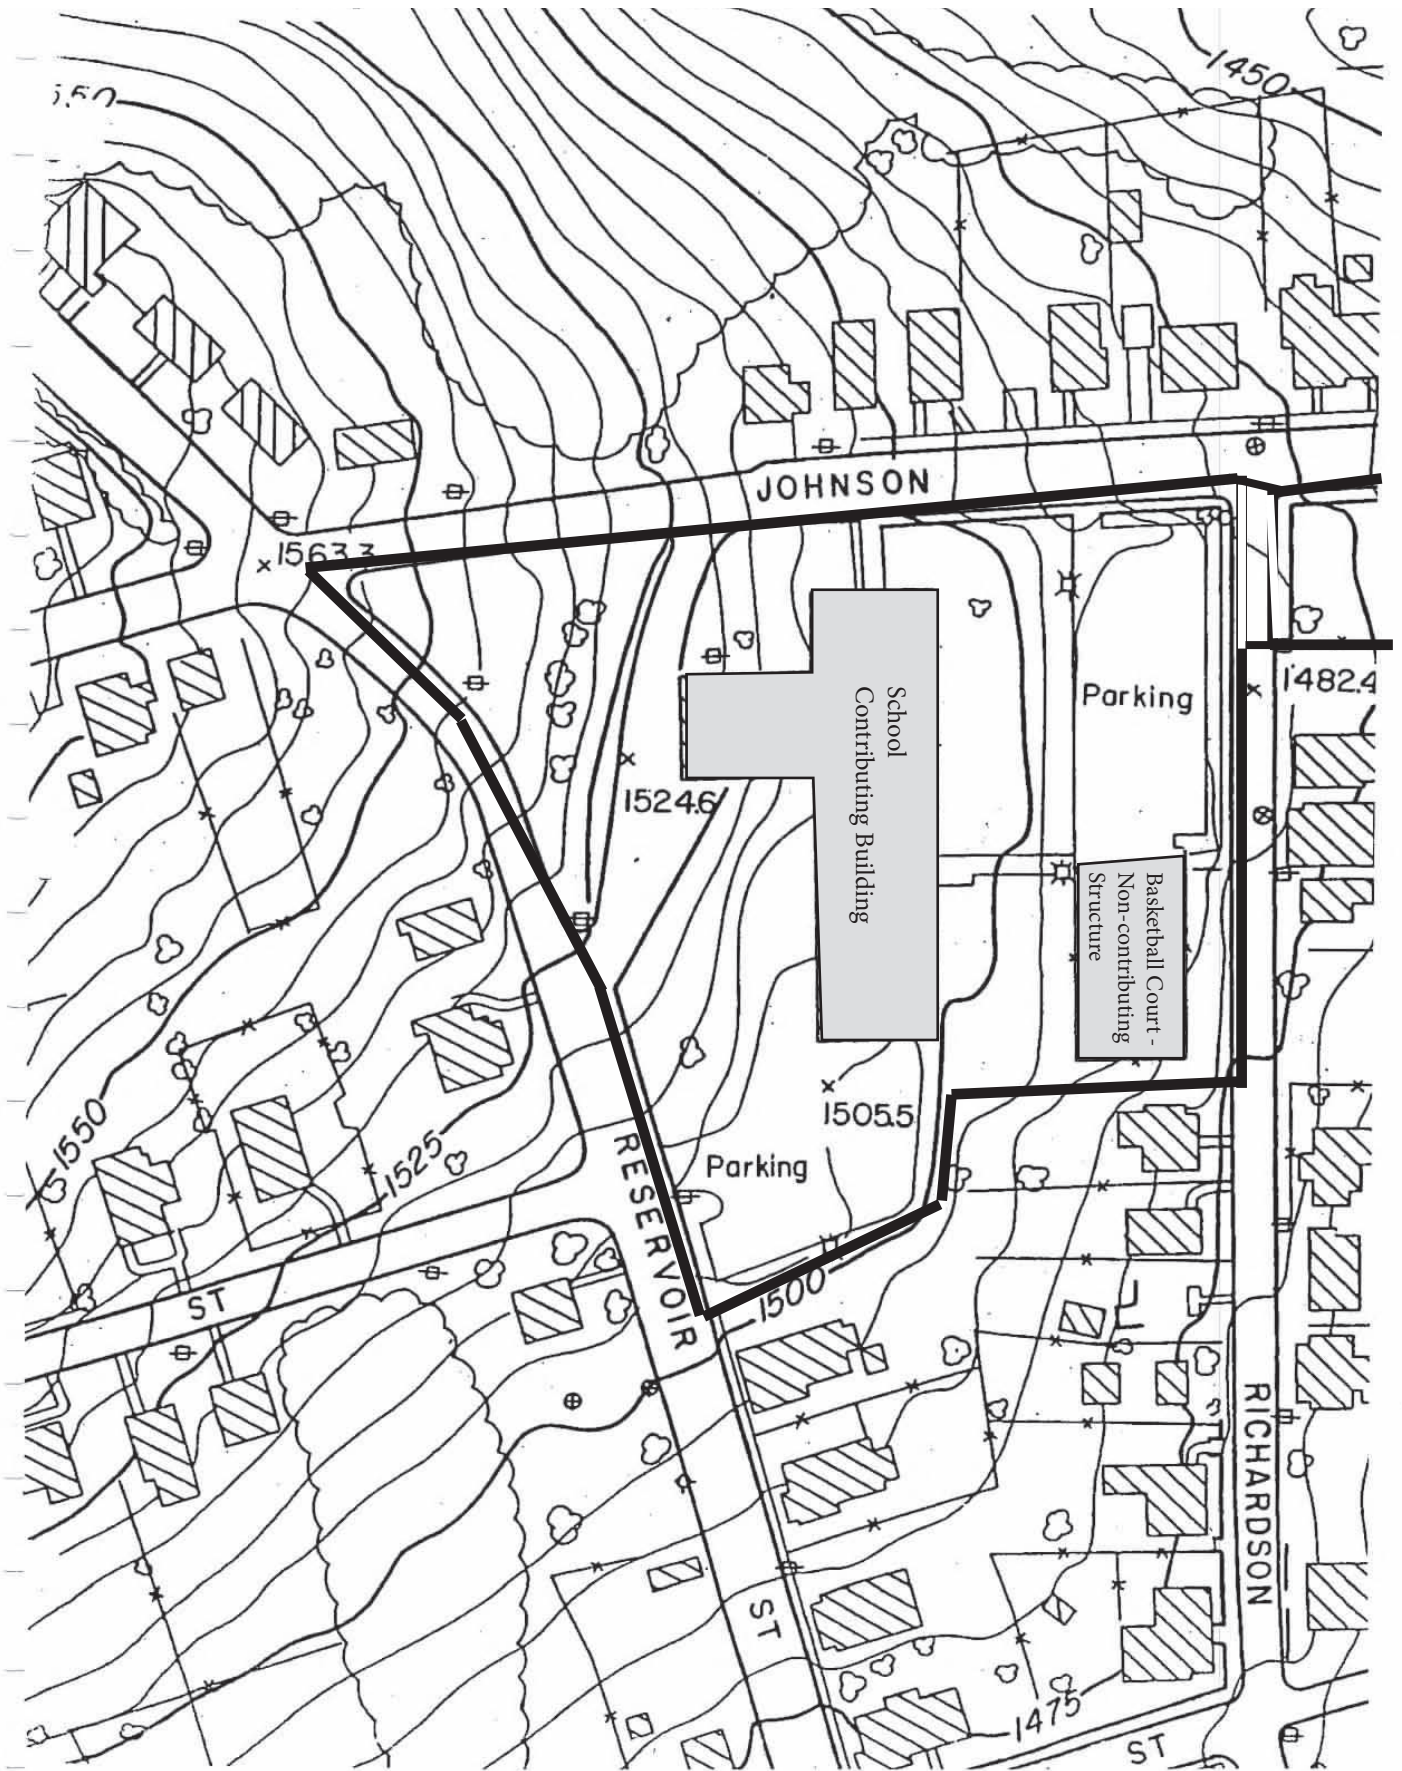 1450
JOHNSON
1563.3
School
Contributing Building
Parking
1482.4
1524.6
Basketball Court -
Non-contributing
Structure
1505.5
Parking
1550
1525
RESERVOIR
1500
ST
RICHARDSON
ST
1475
ST